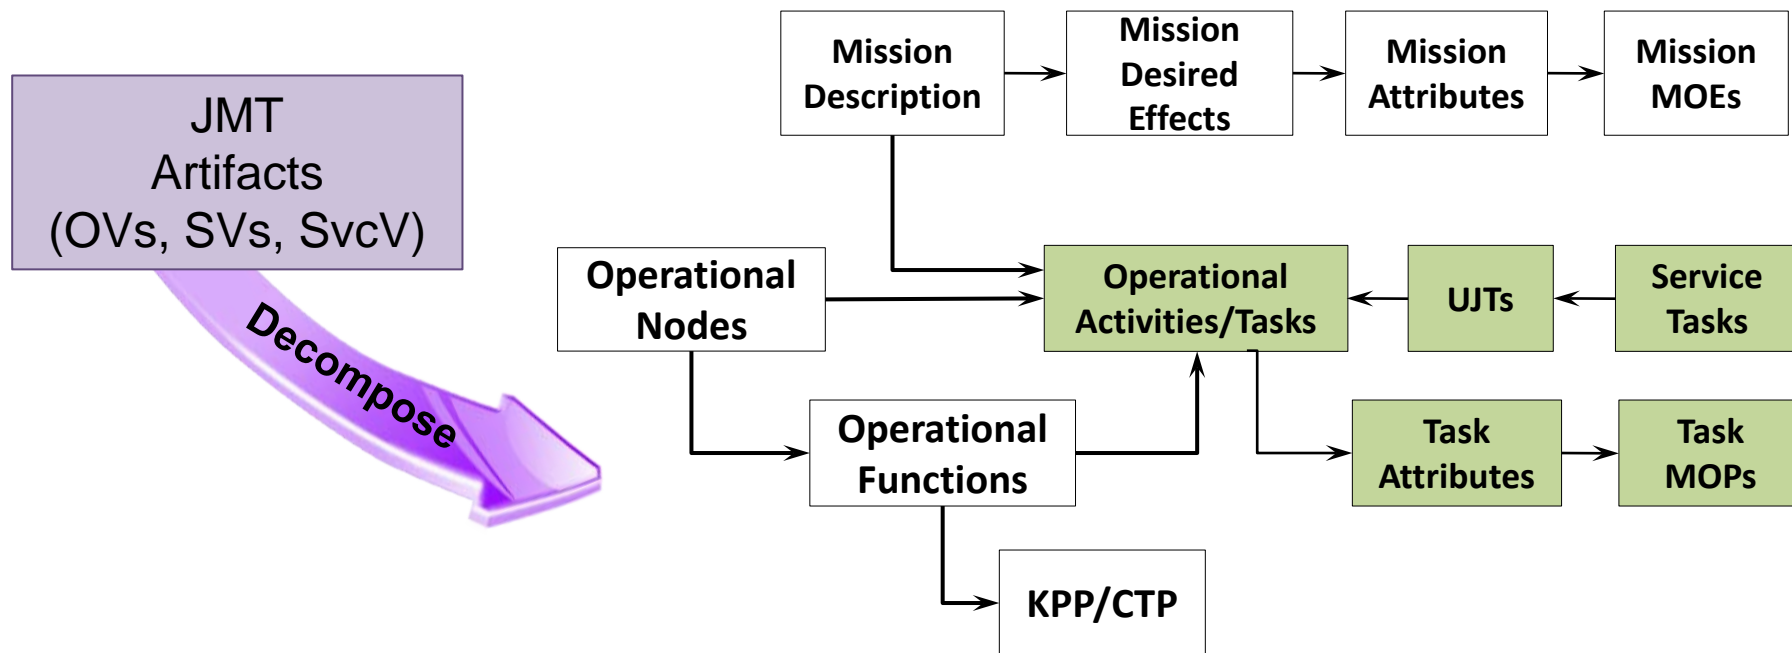 JMT
Artifacts
(OVs, SVs, SvcV)
Decompose
Mission
Description
Mission
Desired
Effects
Mission
Attributes
Mission
MOEs
Operational
Nodes
Operational
Activities/Tasks
UJTs
Service
Tasks
Operational
Functions
Task
Attributes
Task
MOPs
KPP/CTP